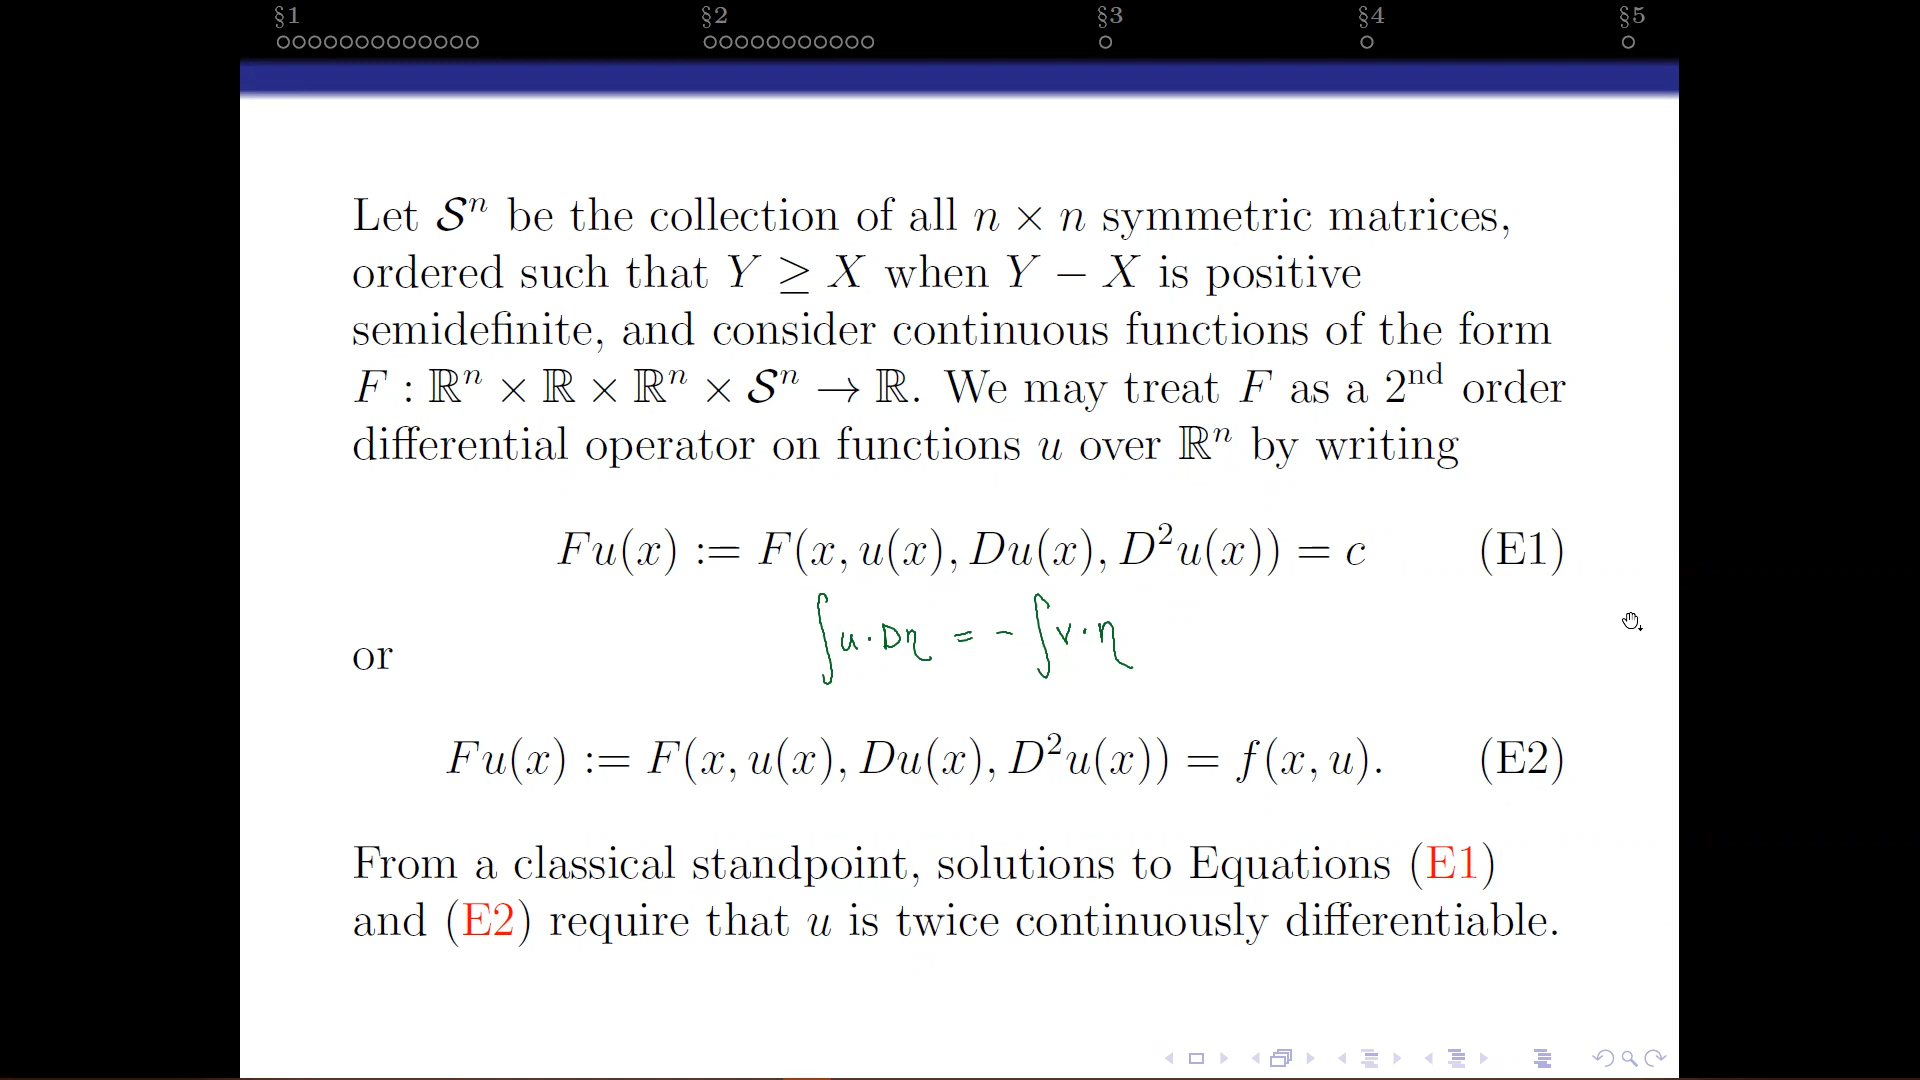 §1 §2 §3 §4 §5
Let 𝒮ⁿ be the collection of all n × n symmetric matrices,
ordered such that Y ≥ X when Y − X is positive
semidefinite, and consider continuous functions of the form
F : ℝⁿ × ℝ × ℝⁿ × 𝒮ⁿ → ℝ. We may treat F as a 2ⁿᵈ order
differential operator on functions u over ℝⁿ by writing
Fu(x) := F(x, u(x), Du(x), D²u(x)) = c (E1)
∫u·Dη = -∫v·η
or
Fu(x) := F(x, u(x), Du(x), D²u(x)) = f(x, u). (E2)
From a classical standpoint, solutions to Equations (E1)
and (E2) require that u is twice continuously differentiable.